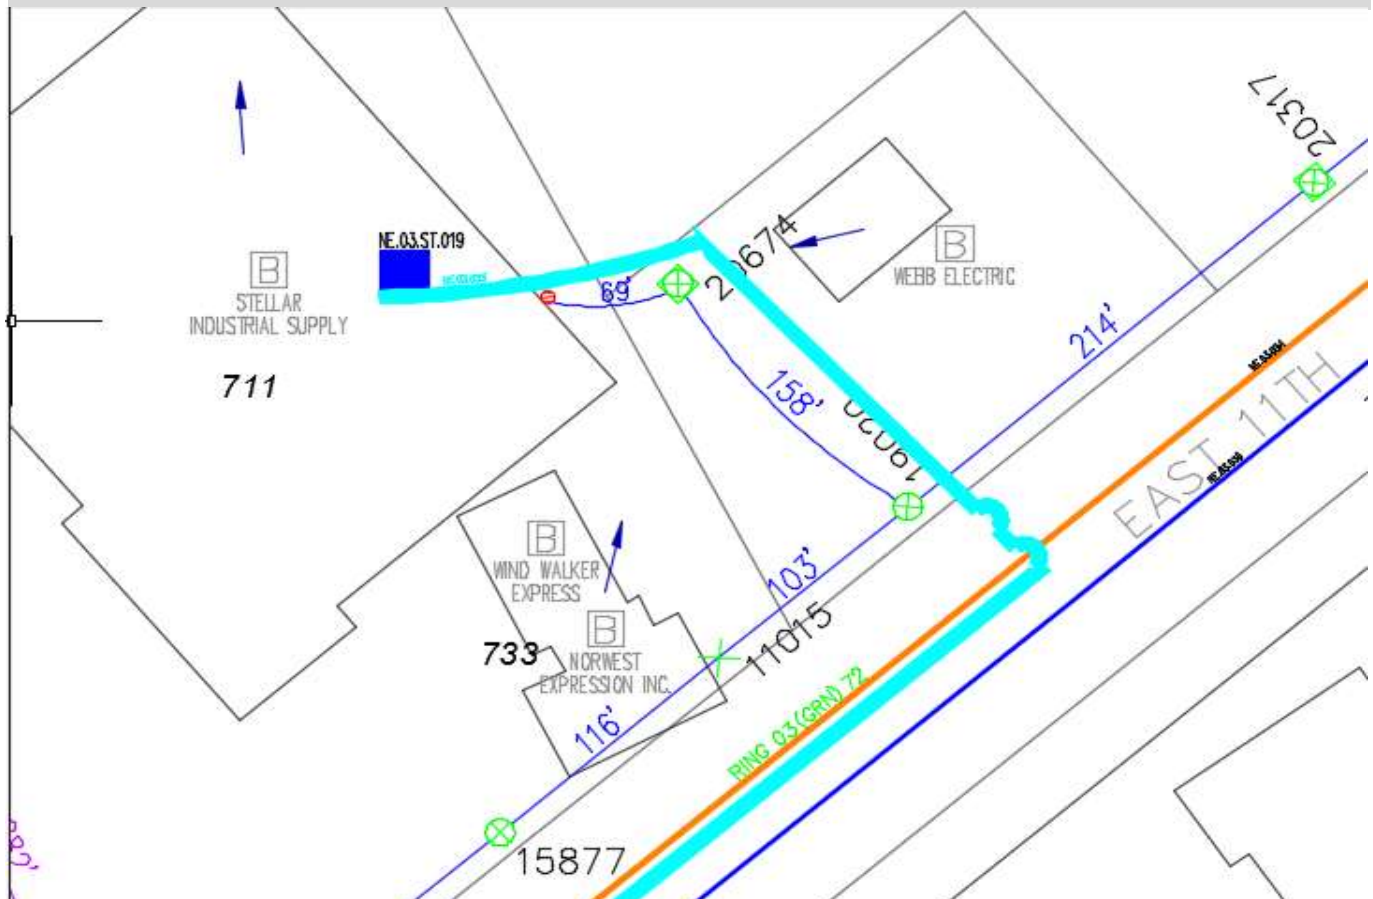 20317
NE.03.ST.019
20674
B
STELLAR
INDUSTRIAL SUPPLY
B
WEBB ELECTRIC
69'
214'
711
158'
19020
EAST 11TH
B
WIND WALKER
EXPRESS
103'
11015
B
733
NORWEST
EXPRESSION INC.
116'
RING 03(GRN) 72
15877